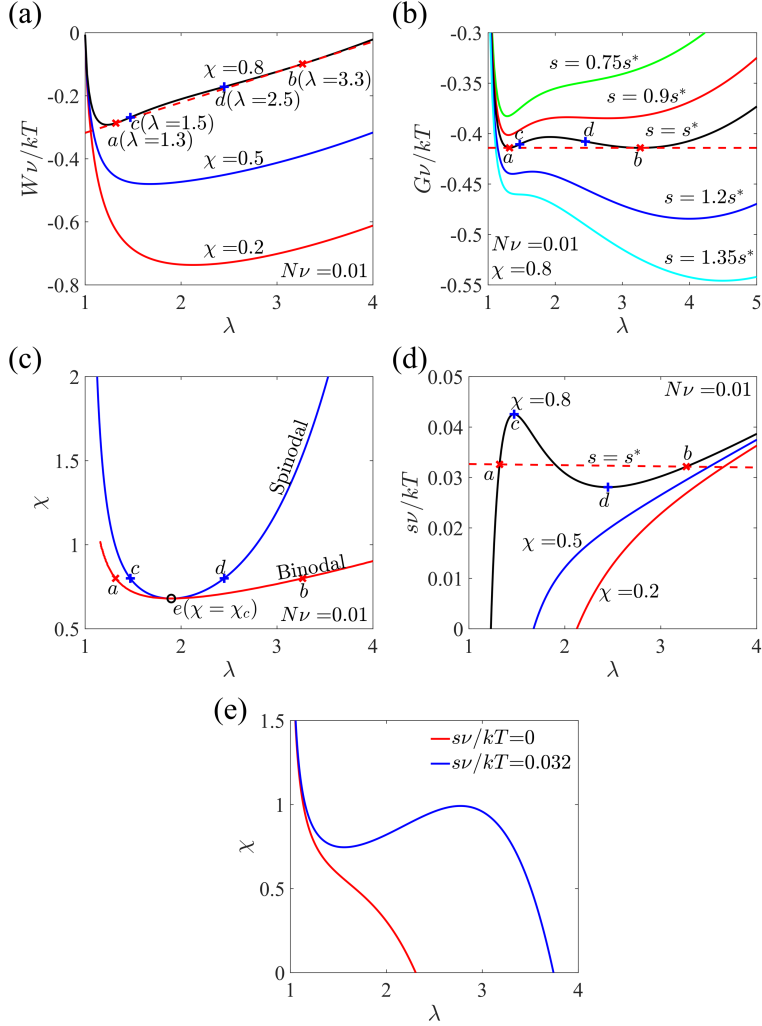 (a)
0
-0.2
-0.4
-0.6
-0.8
1
2
3
4
Wν/kT
λ
χ=0.8
b(λ=3.3)
d(λ=2.5)
c(λ=1.5)
a(λ=1.3)
χ=0.5
χ=0.2
Nν=0.01
(b)
-0.3
-0.35
-0.4
-0.45
-0.5
-0.55
1
2
3
4
5
Gν/kT
λ
s = 0.75s*
s = 0.9s*
s = s*
c
d
a
b
s = 1.2s*
s = 1.35s*
Nν=0.01
χ=0.8
(c)
2
1.5
1
0.5
1
2
3
4
χ
λ
Spinodal
Binodal
c
d
a
b
e(χ = χc)
Nν=0.01
(d)
0.05
0.04
0.03
0.02
0.01
0
1
2
3
4
sν/kT
λ
Nν=0.01
χ=0.8
c
s = s*
b
a
d
χ=0.5
χ=0.2
(e)
1.5
1
0.5
0
1
2
3
4
χ
λ
sν/kT=0
sν/kT=0.032